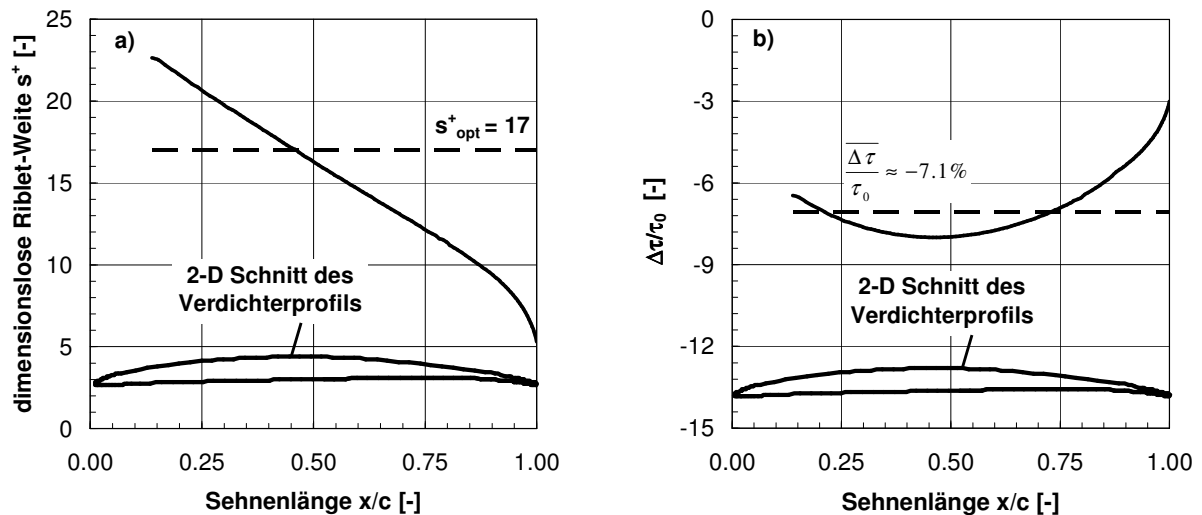 a)
dimensionslose Riblet-Weite s⁺ [-]
25
20
15
10
5
0
s⁺opt = 17
2-D Schnitt des
Verdichterprofils
0.00 0.25 0.50 0.75 1.00
Sehnenlänge x/c [-]
b)
Δτ/τ₀ [-]
0
-3
-6
-9
-12
-15
Δτ
τ₀
≈ −7.1%
2-D Schnitt des
Verdichterprofils
0.00 0.25 0.50 0.75 1.00
Sehnenlänge x/c [-]